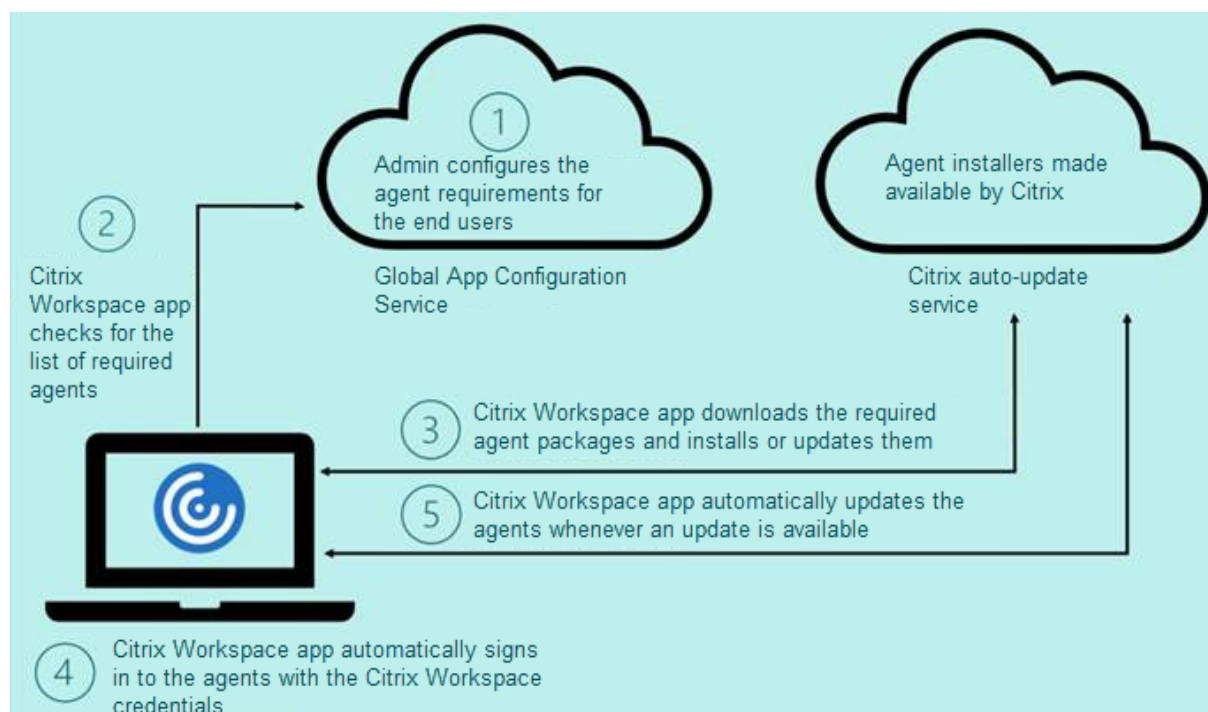 1
Admin configures the
agent requirements for
the end users
Global App Configuration
Service
Agent installers made
available by Citrix
Citrix auto-update
service
2
Citrix
Workspace app
checks for the
list of required
agents
3
Citrix Workspace app downloads the required
agent packages and installs or updates them
5
Citrix Workspace app automatically updates the
agents whenever an update is available
4
Citrix Workspace app automatically signs
in to the agents with the Citrix Workspace
credentials